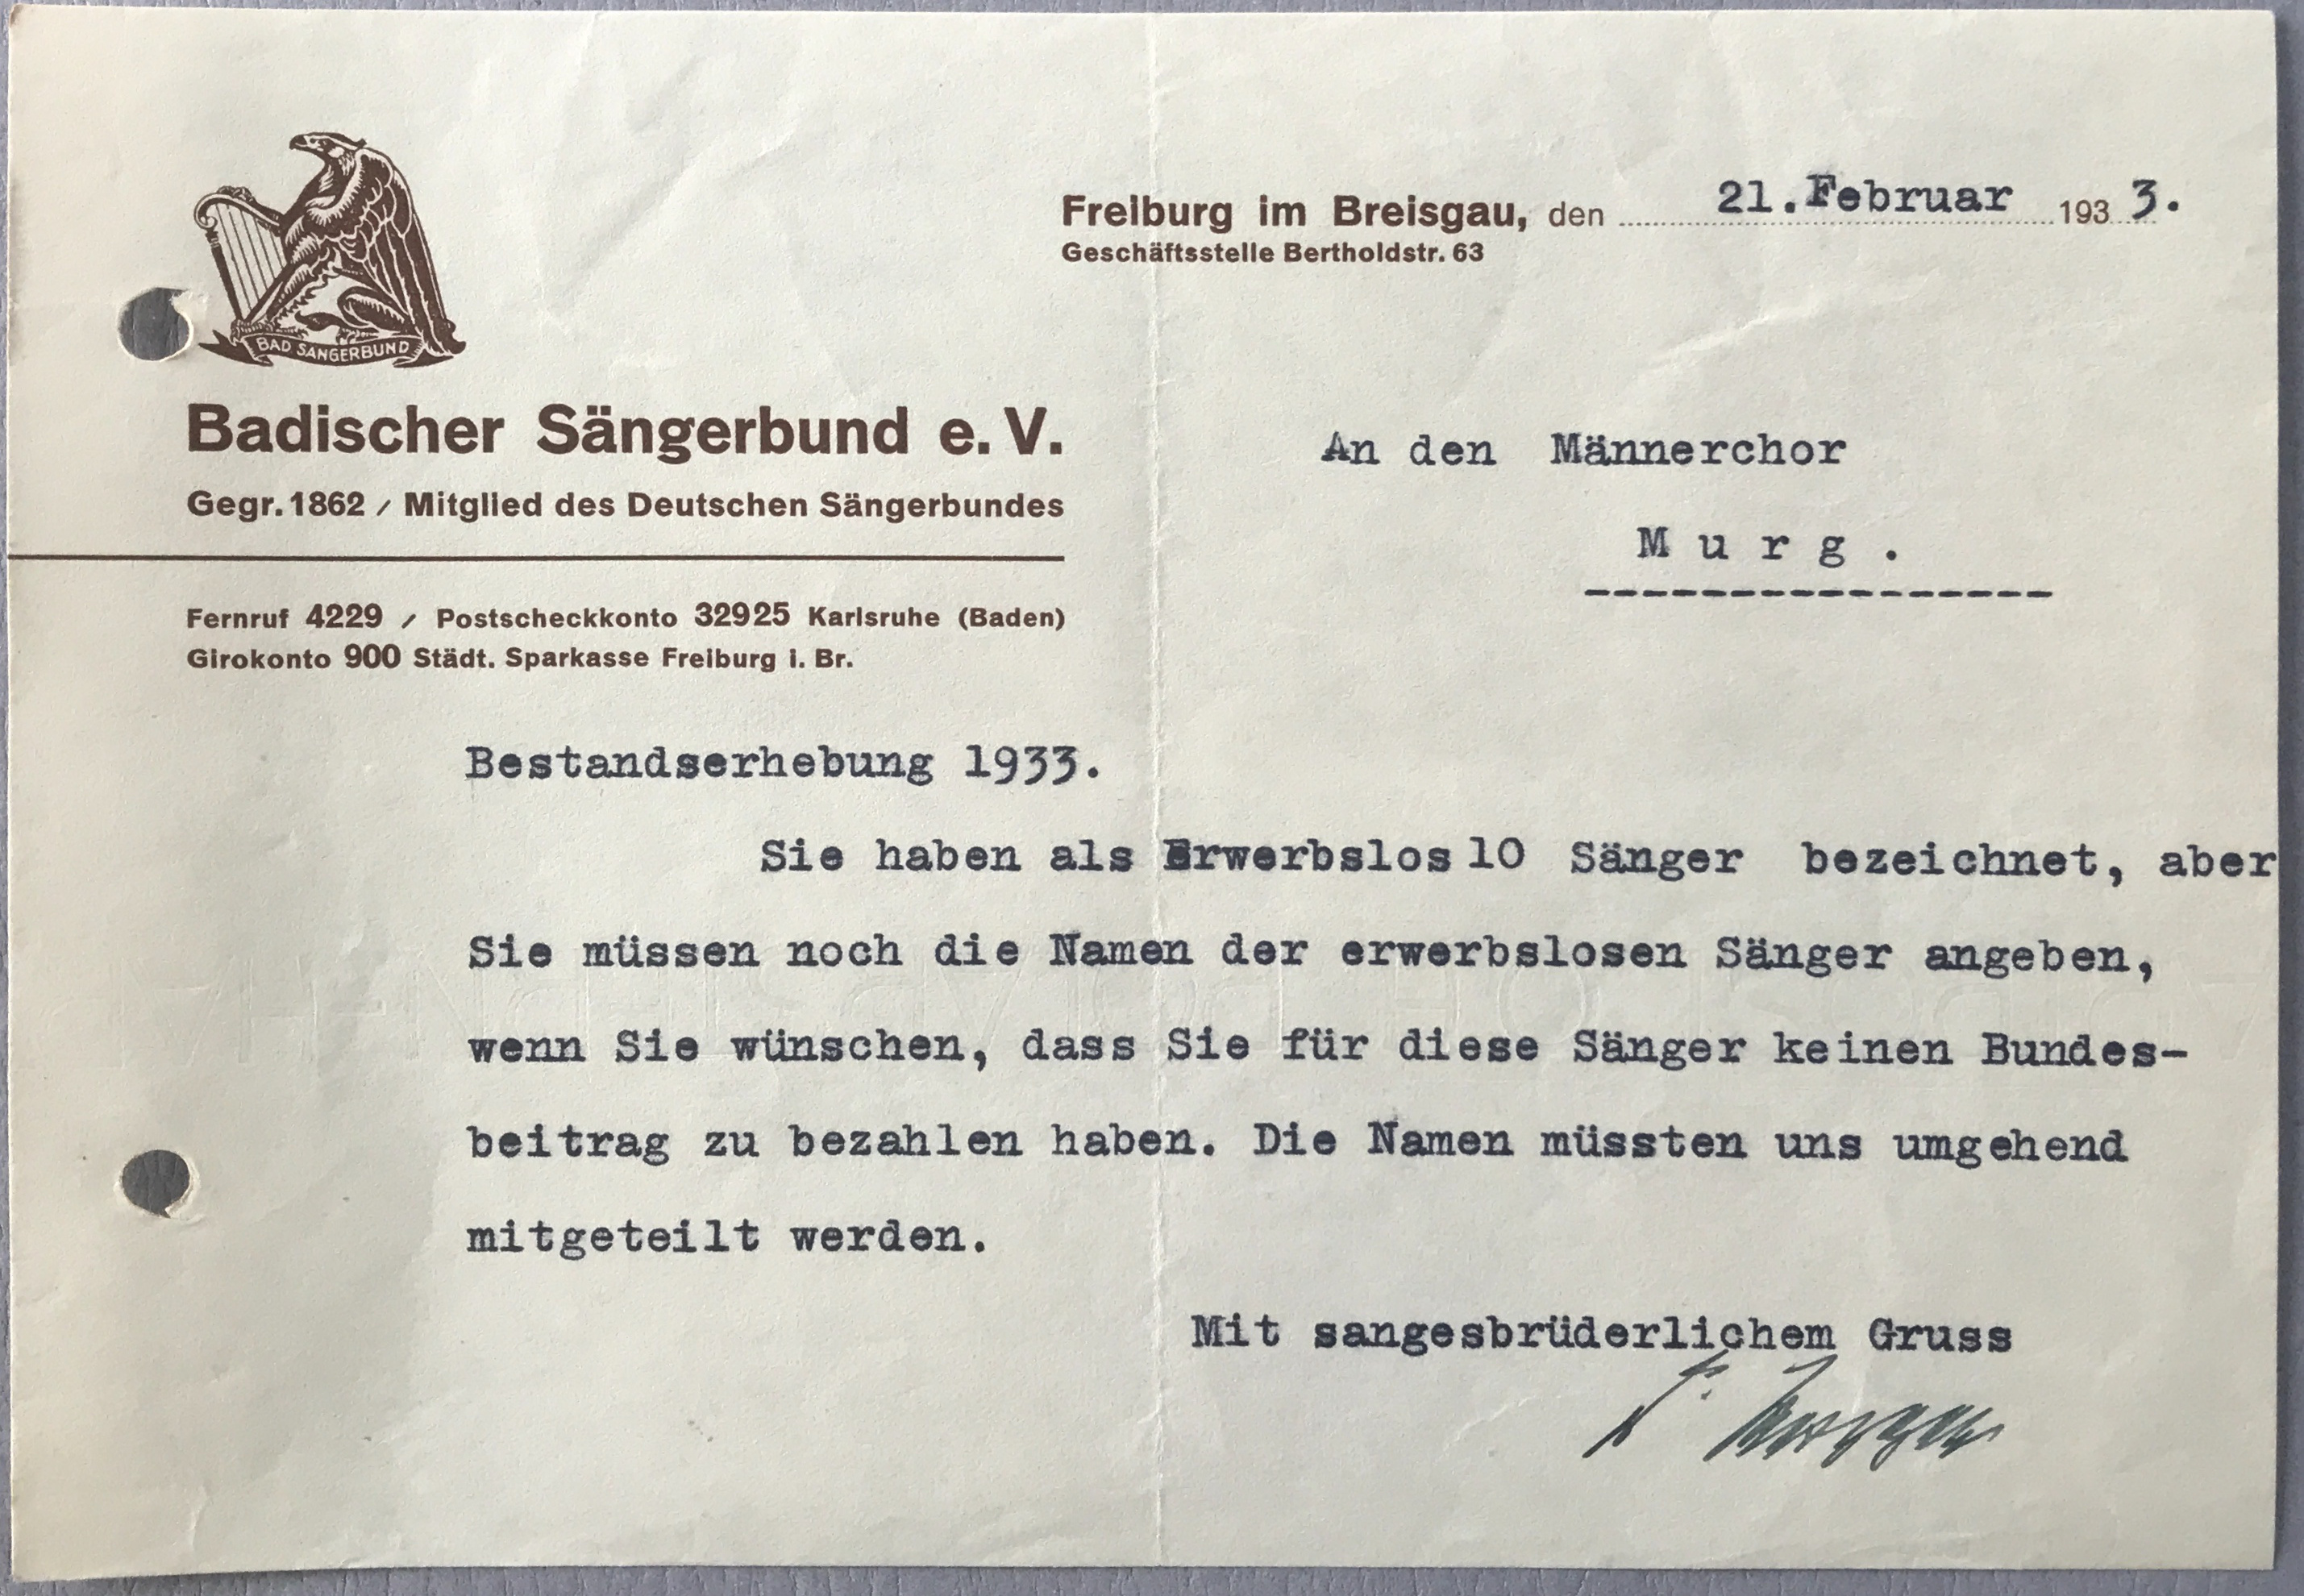 BAD SÄNGERBUND
Freiburg im Breisgau, den 21.Februar 1933.
Geschäftsstelle Bertholdstr. 63
Badischer Sängerbund e. V.
Gegr. 1862 / Mitglied des Deutschen Sängerbundes
Fernruf 4229 / Postscheckkonto 32925 Karlsruhe (Baden)
Girokonto 900 Städt. Sparkasse Freiburg i. Br.
An den Männerchor
M u r g .
Bestandserhebung 1933.
Sie haben als Erwerbslos 10 Sänger bezeichnet, aber
Sie müssen noch die Namen der erwerbslosen Sänger angeben,
wenn Sie wünschen, dass Sie für diese Sänger keinen Bundes-
beitrag zu bezahlen haben. Die Namen müssten uns umgehend
mitgeteilt werden.
Mit sangesbrüderlichem Gruss